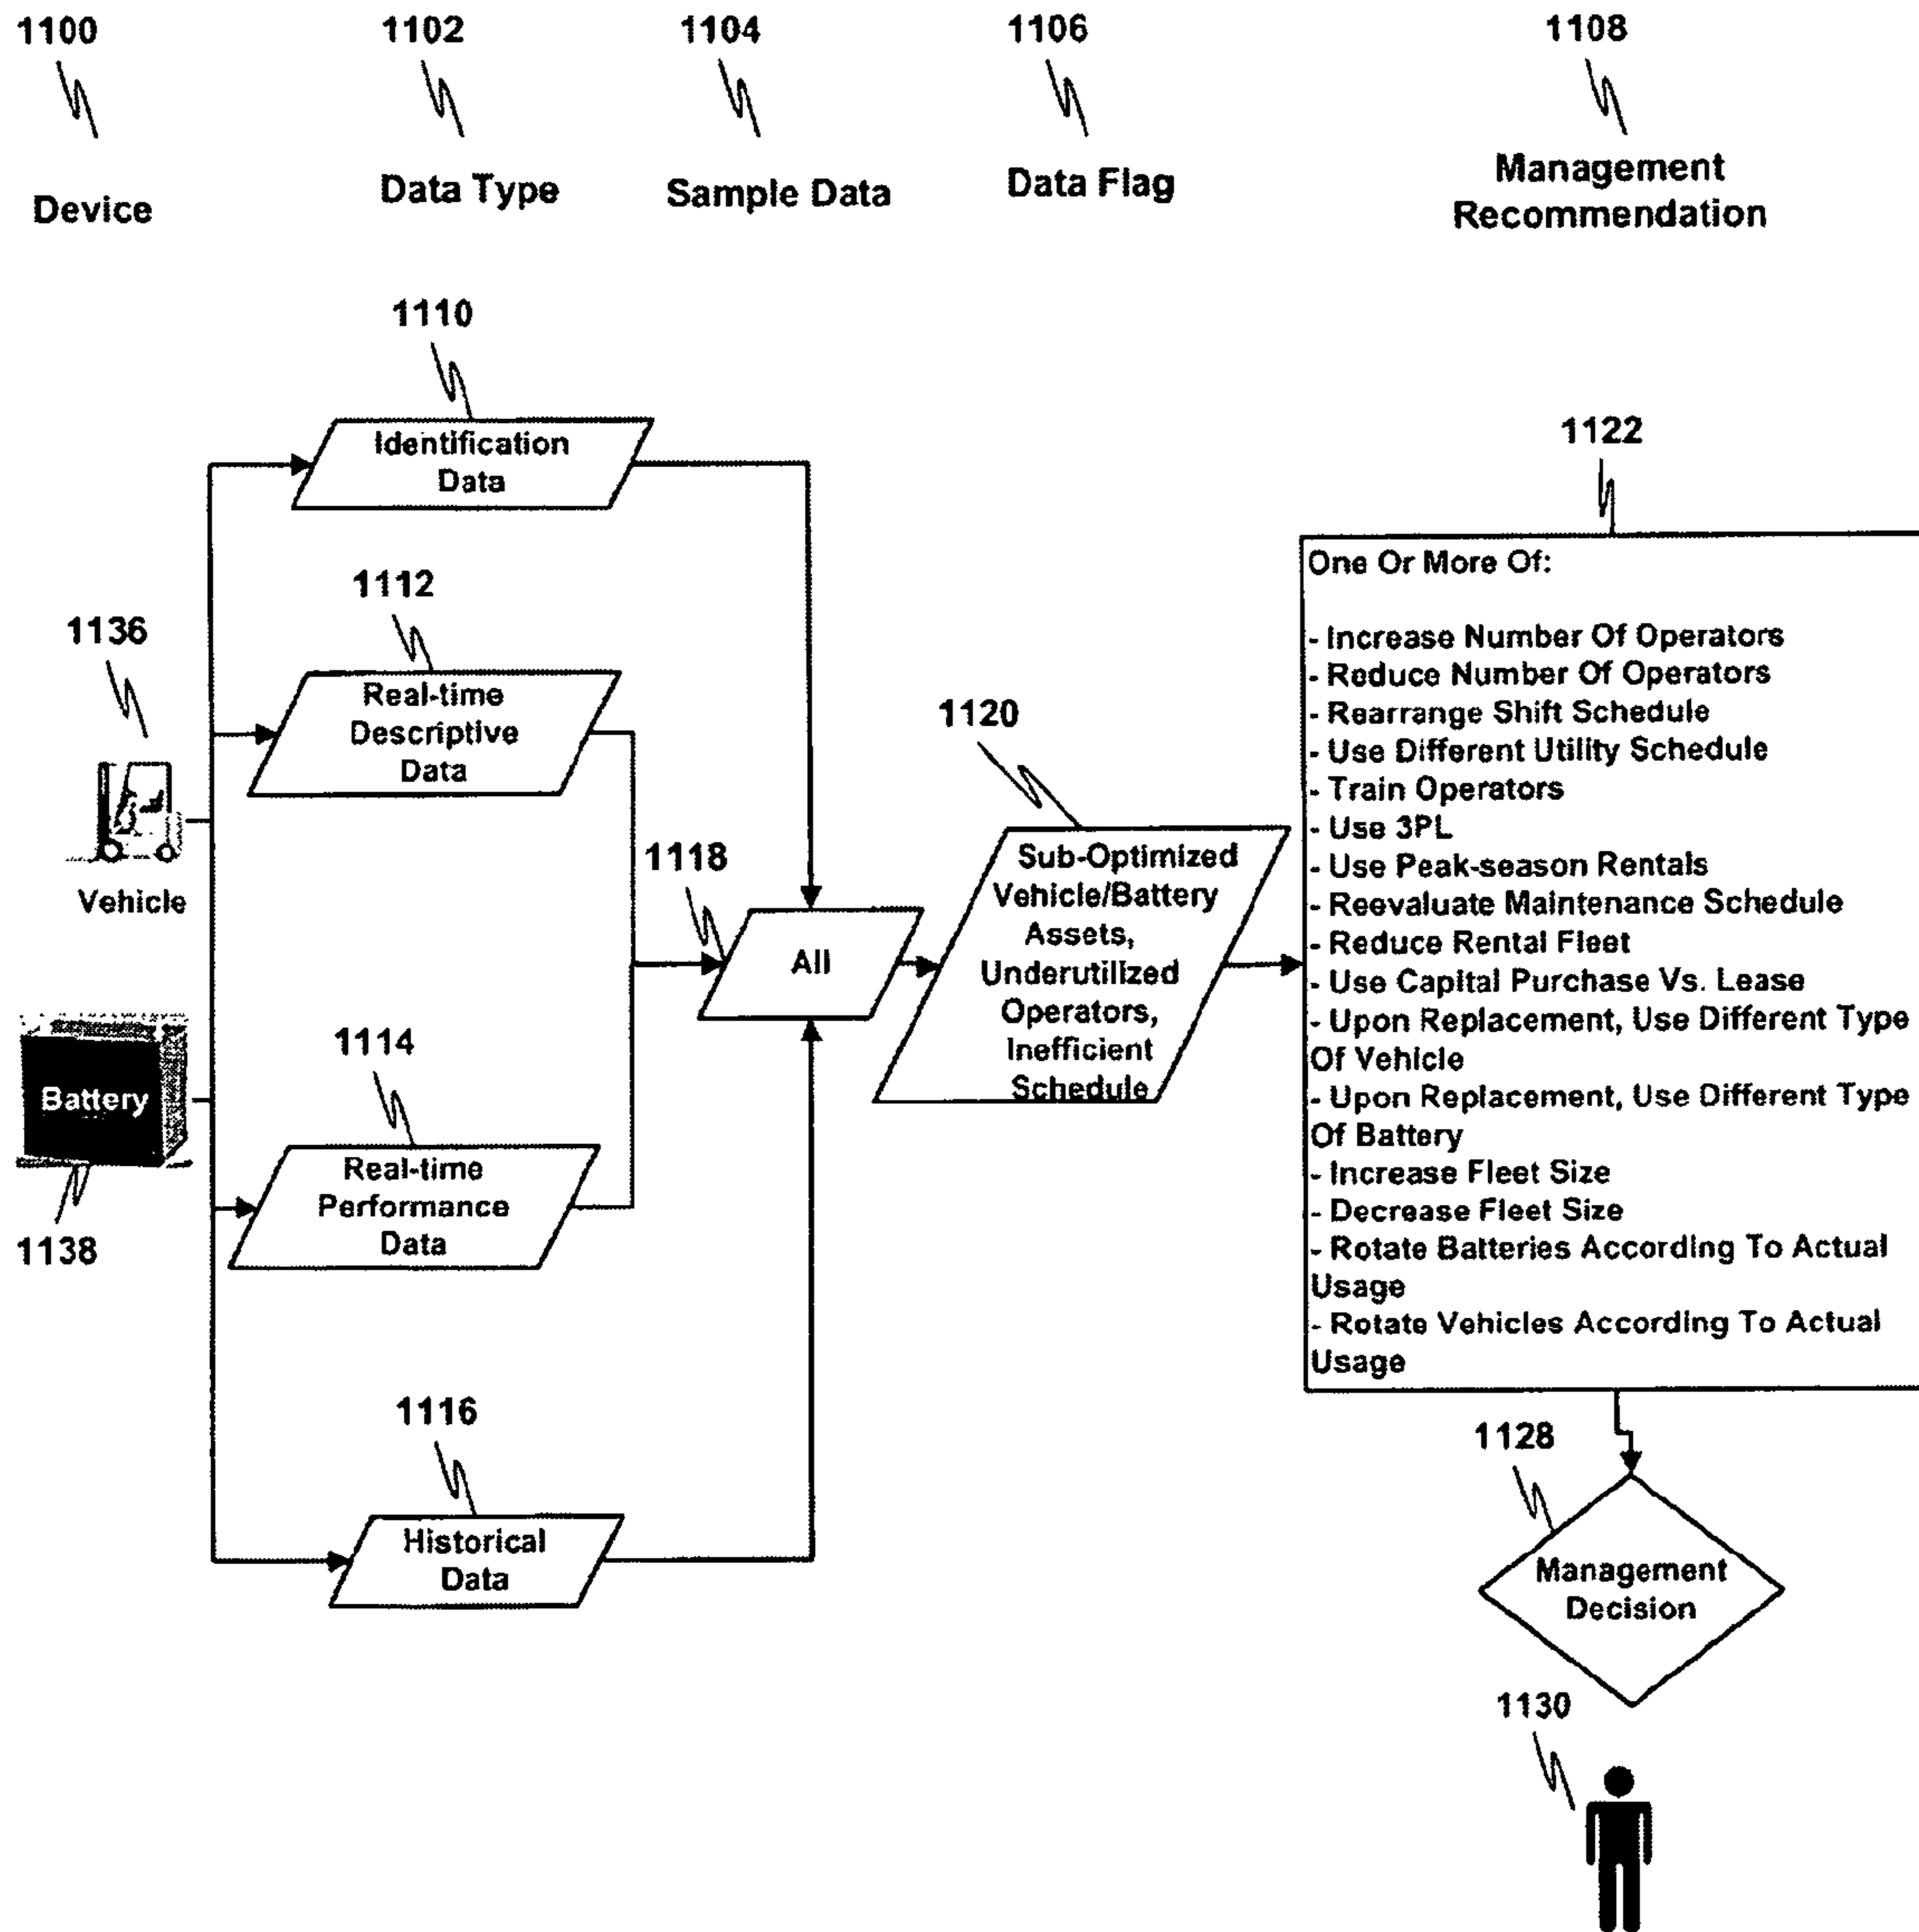 1100
1102
1104
1106
1108
Device
Data Type
Sample Data
Data Flag
Management
Recommendation
1110
Identification
Data
1112
Real-time
Descriptive
Data
1136
Vehicle
Battery
1138
1114
Real-time
Performance
Data
1116
Historical
Data
1118
All
1120
Sub-Optimized
Vehicle/Battery
Assets,
Underutilized
Operators,
Inefficient
Schedule
1122
One Or More Of:
- Increase Number Of Operators
- Reduce Number Of Operators
- Rearrange Shift Schedule
- Use Different Utility Schedule
- Train Operators
- Use 3PL
- Use Peak-season Rentals
- Reevaluate Maintenance Schedule
- Reduce Rental Fleet
- Use Capital Purchase Vs. Lease
- Upon Replacement, Use Different Type
Of Vehicle
- Upon Replacement, Use Different Type
Of Battery
- Increase Fleet Size
- Decrease Fleet Size
- Rotate Batteries According To Actual
Usage
- Rotate Vehicles According To Actual
Usage
1128
Management
Decision
1130